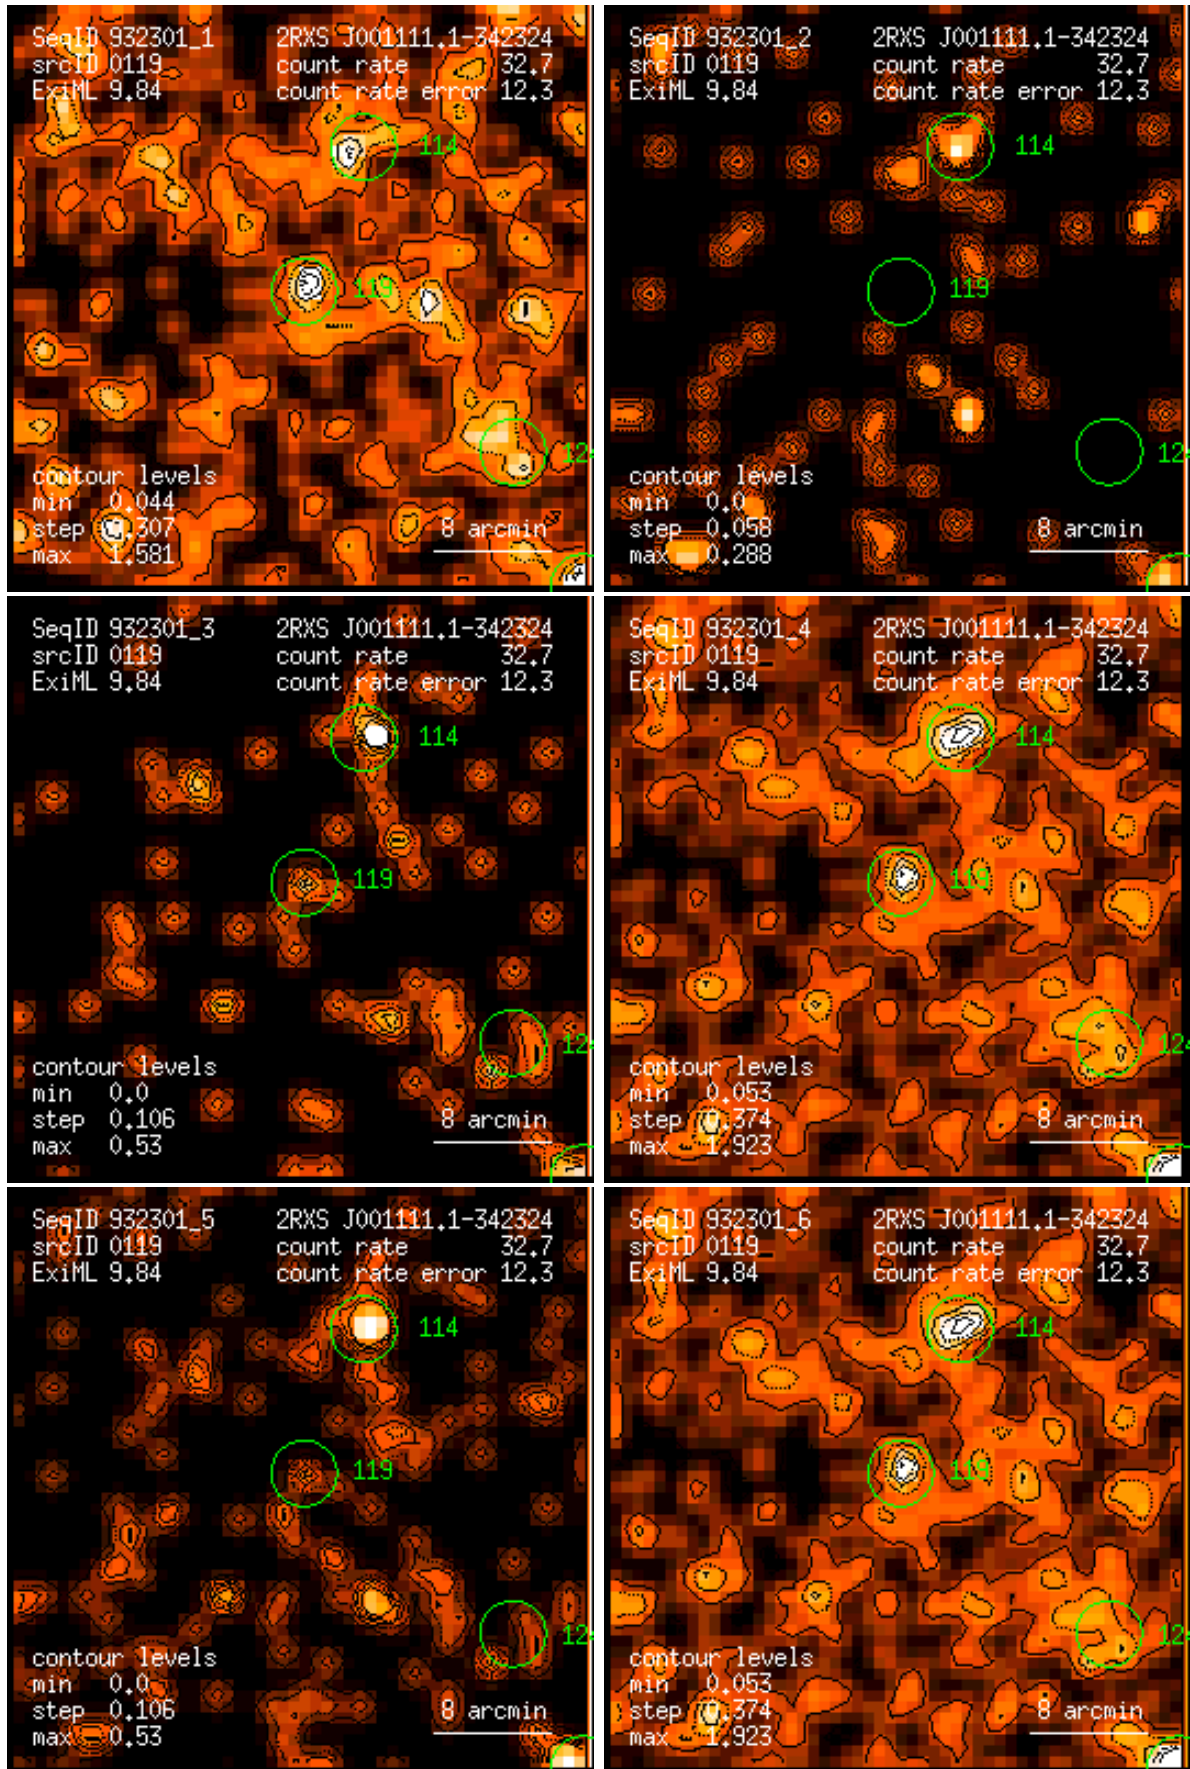 SeqID 932301_1 2RXS J001111.1-342324
srcID 0119 count rate 32.7
ExiML 9.84 count rate error 12.3
114
119
124
contour levels
min 0.044
step 0.307 8 arcmin
max 1.581
SeqID 932301_2 2RXS J001111.1-342324
srcID 0119 count rate 32.7
ExiML 9.84 count rate error 12.3
114
119
12
contour levels
min 0.0
step 0.058 8 arcmin
max 0.288
SeqID 932301_3 2RXS J001111.1-342324
srcID 0119 count rate 32.7
ExiML 9.84 count rate error 12.3
114
119
124
contour levels
min 0.0
step 0.106 8 arcmin
max 0.53
SeqID 932301_4 2RXS J001111.1-342324
srcID 0119 count rate 32.7
ExiML 9.84 count rate error 12.3
114
119
124
contour levels
min 0.053
step 0.374 8 arcmin
max 1.923
SeqID 932301_5 2RXS J001111.1-342324
srcID 0119 count rate 32.7
ExiML 9.84 count rate error 12.3
114
119
124
contour levels
min 0.0
step 0.106 8 arcmin
max 0.53
SeqID 932301_6 2RXS J001111.1-342324
srcID 0119 count rate 32.7
ExiML 9.84 count rate error 12.3
114
119
124
contour levels
min 0.053
step 0.374 8 arcmin
max 1.923